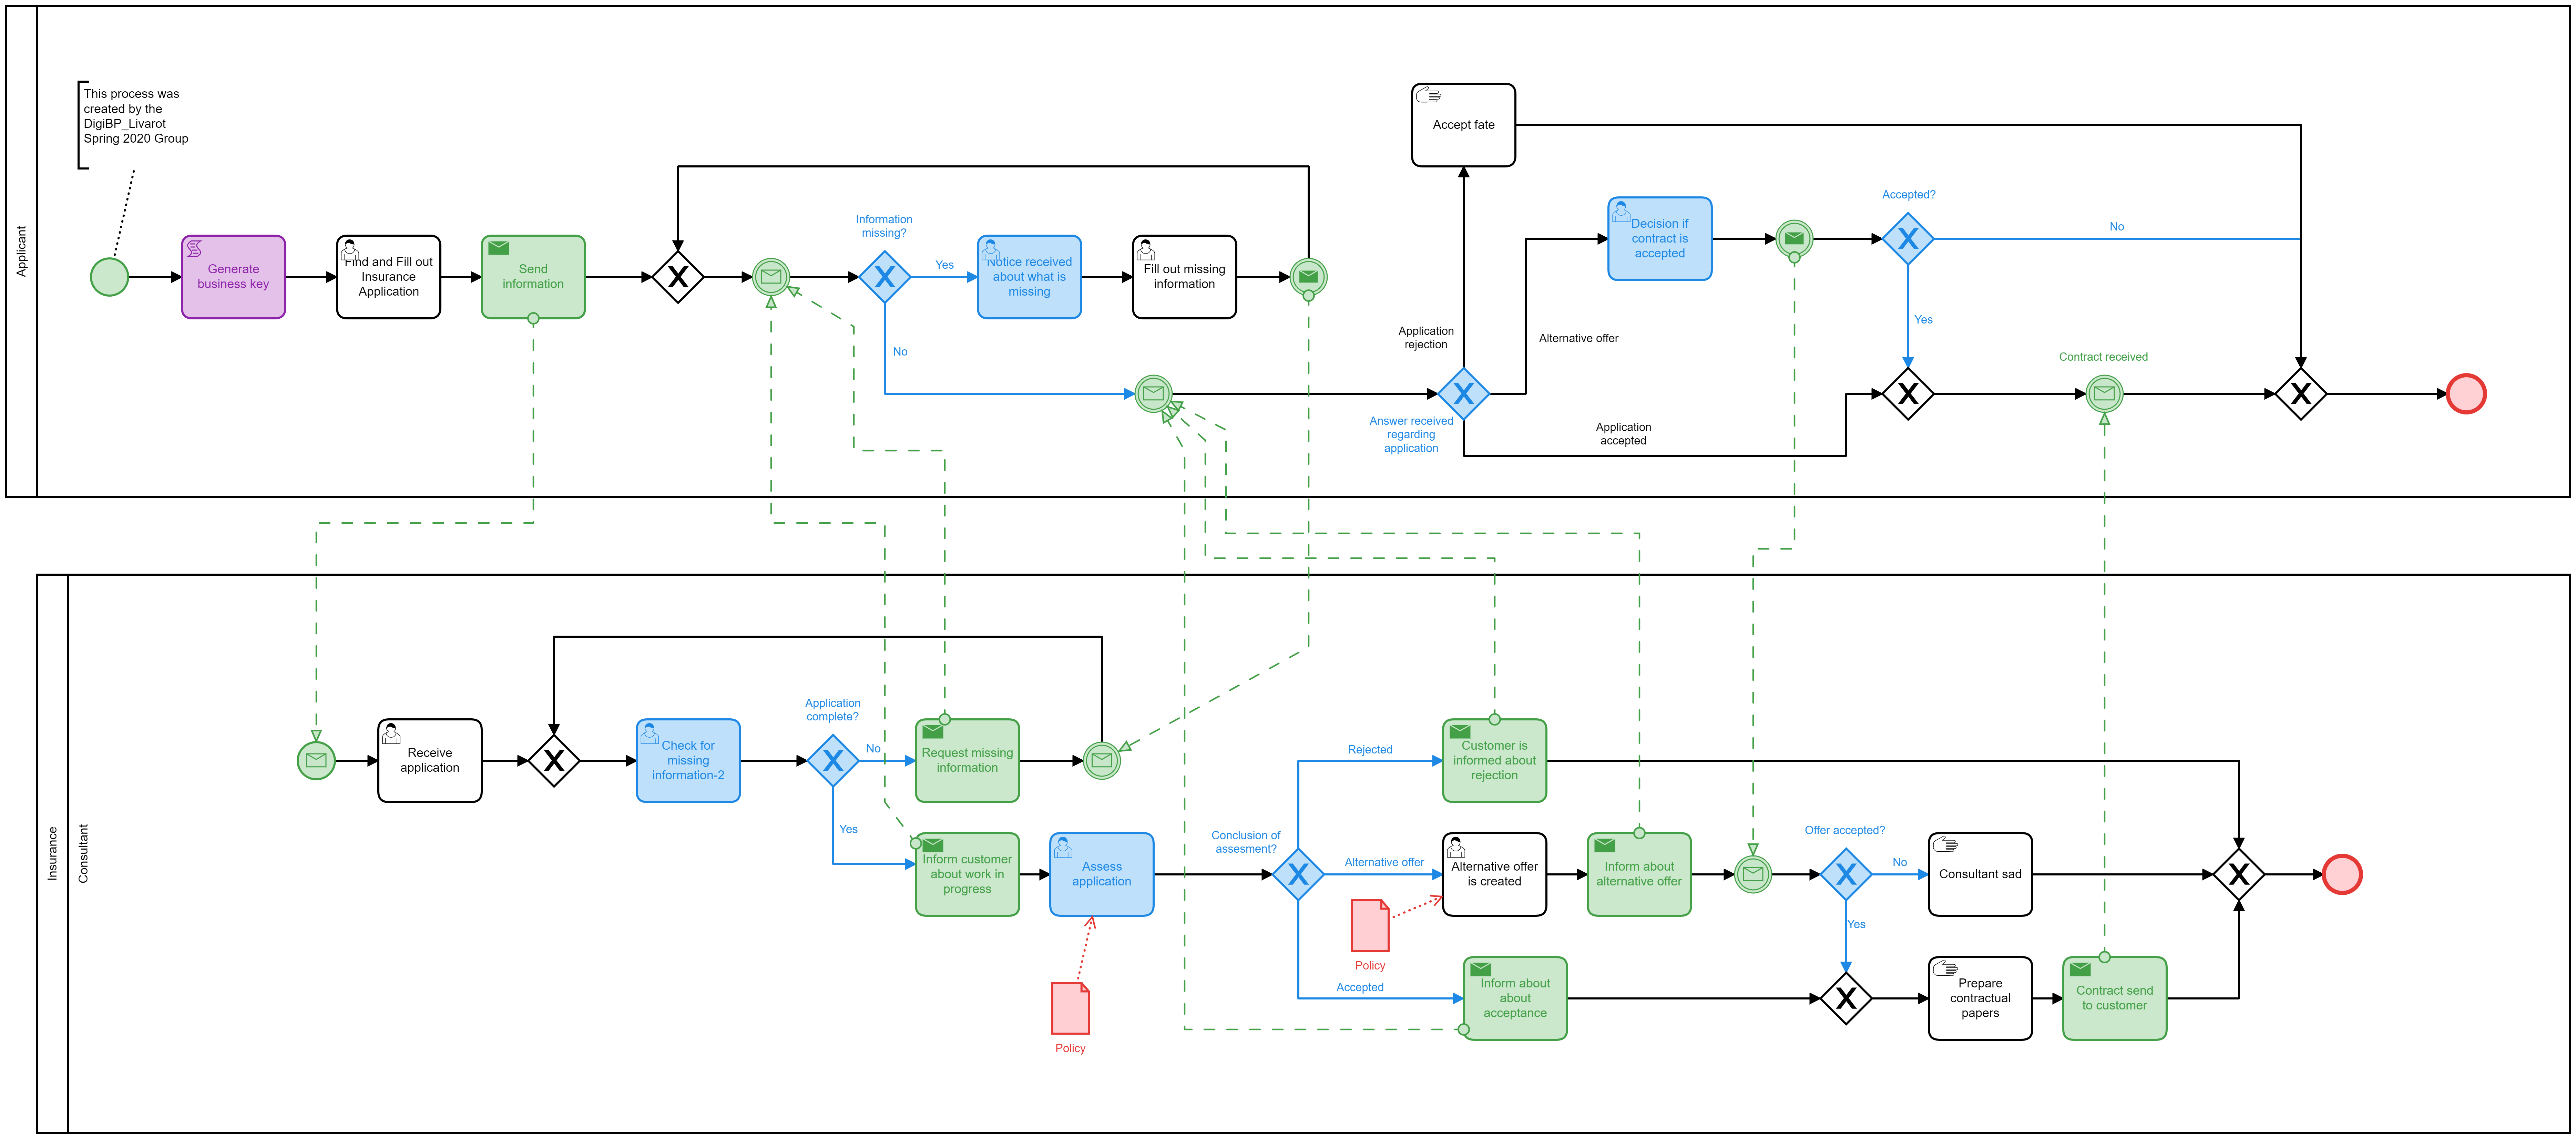 This process was
created by the
DigiBP_Livarot
Spring 2020 Group
Applicant
Generate
business key
Find and Fill out
Insurance
Application
Send
information
Information
missing?
Yes
No
Notice received
about what is
missing
Fill out missing
information
Accept fate
Application
rejection
Alternative offer
Answer received
regarding
application
Application
accepted
Decision if
contract is
accepted
Accepted?
No
Yes
Contract received
Insurance
Consultant
Receive
application
Check for
missing
information-2
Application
complete?
No
Yes
Request missing
information
Inform customer
about work in
progress
Assess
application
Policy
Conclusion of
assesment?
Rejected
Alternative offer
Accepted
Customer is
informed about
rejection
Alternative offer
is created
Policy
Inform about
alternative offer
Inform about
about
acceptance
Offer accepted?
No
Yes
Consultant sad
Prepare
contractual
papers
Contract send
to customer